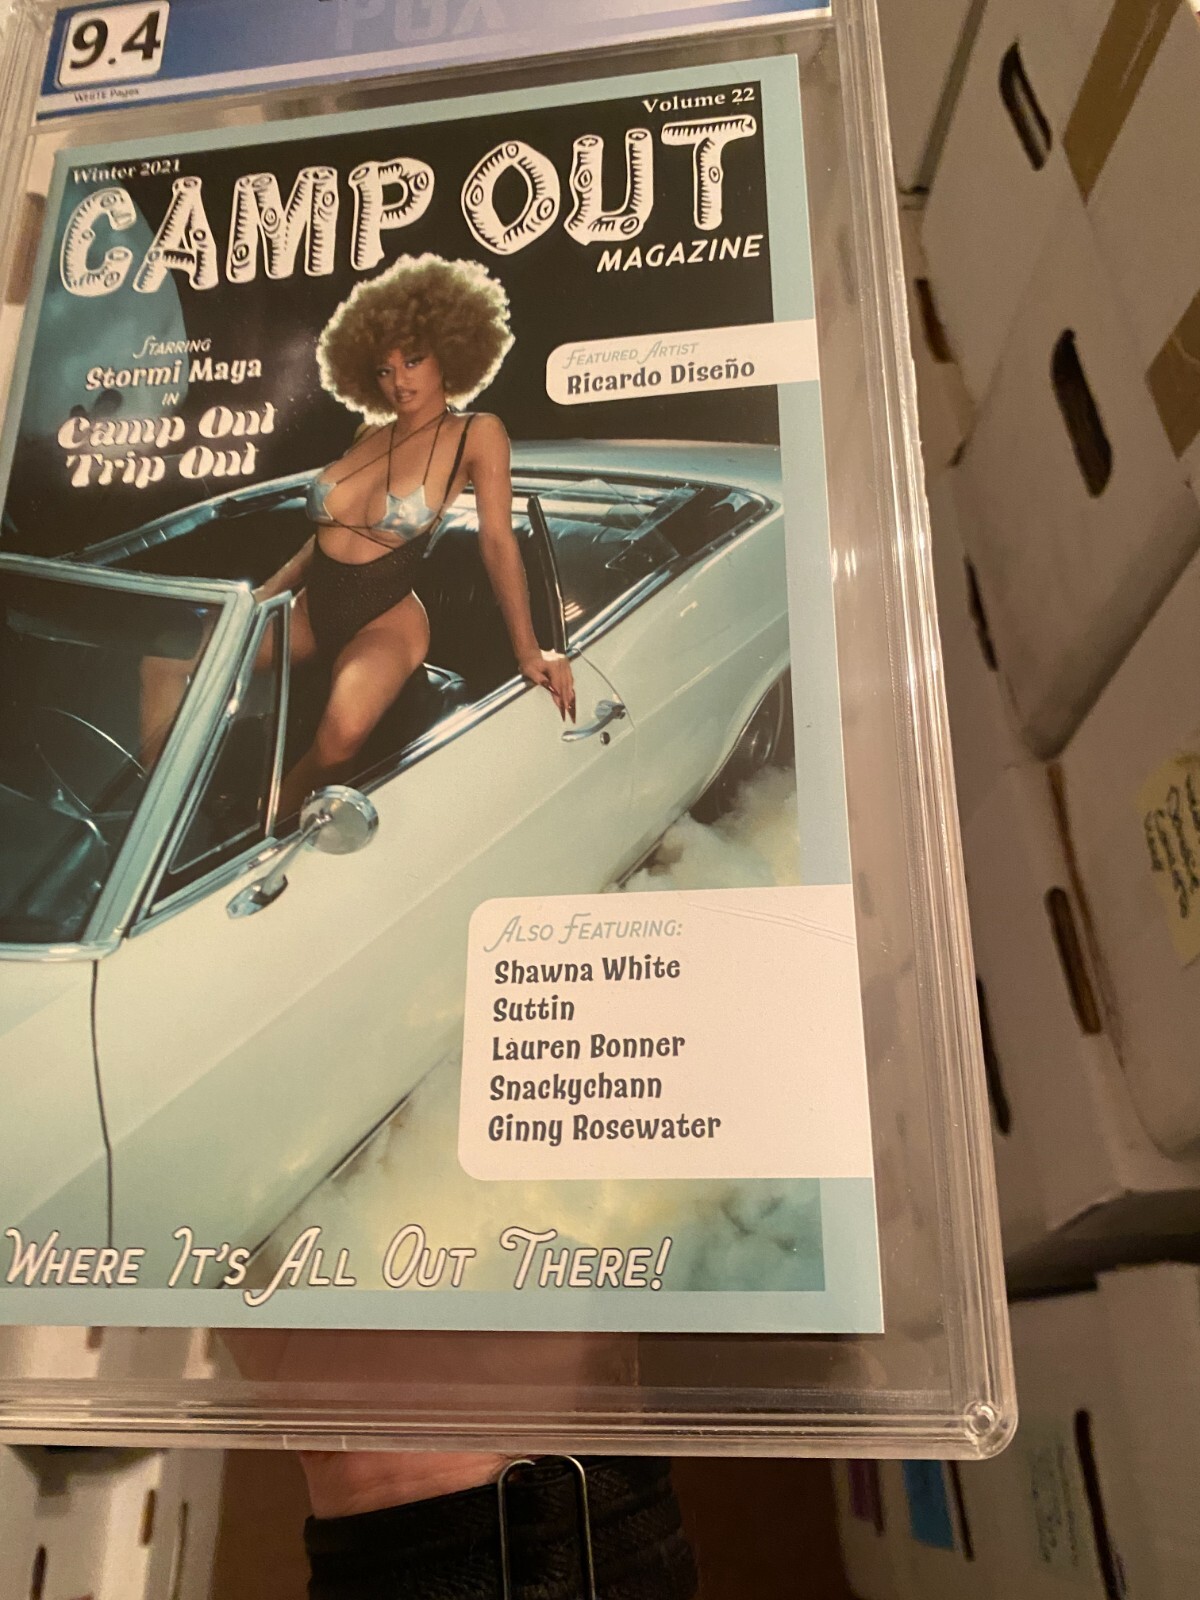 PGX
9.4
WHITE Pages
Volume 22
Winter 2021
CAMP OUT
MAGAZINE
STARRING
Stormi Maya
IN
Camp Out
Trip Out
FEATURED ARTIST
Ricardo Diseño
ALSO FEATURING:
Shawna White
Suttin
Lauren Bonner
Snackychann
Ginny Rosewater
WHERE IT'S ALL OUT THERE!